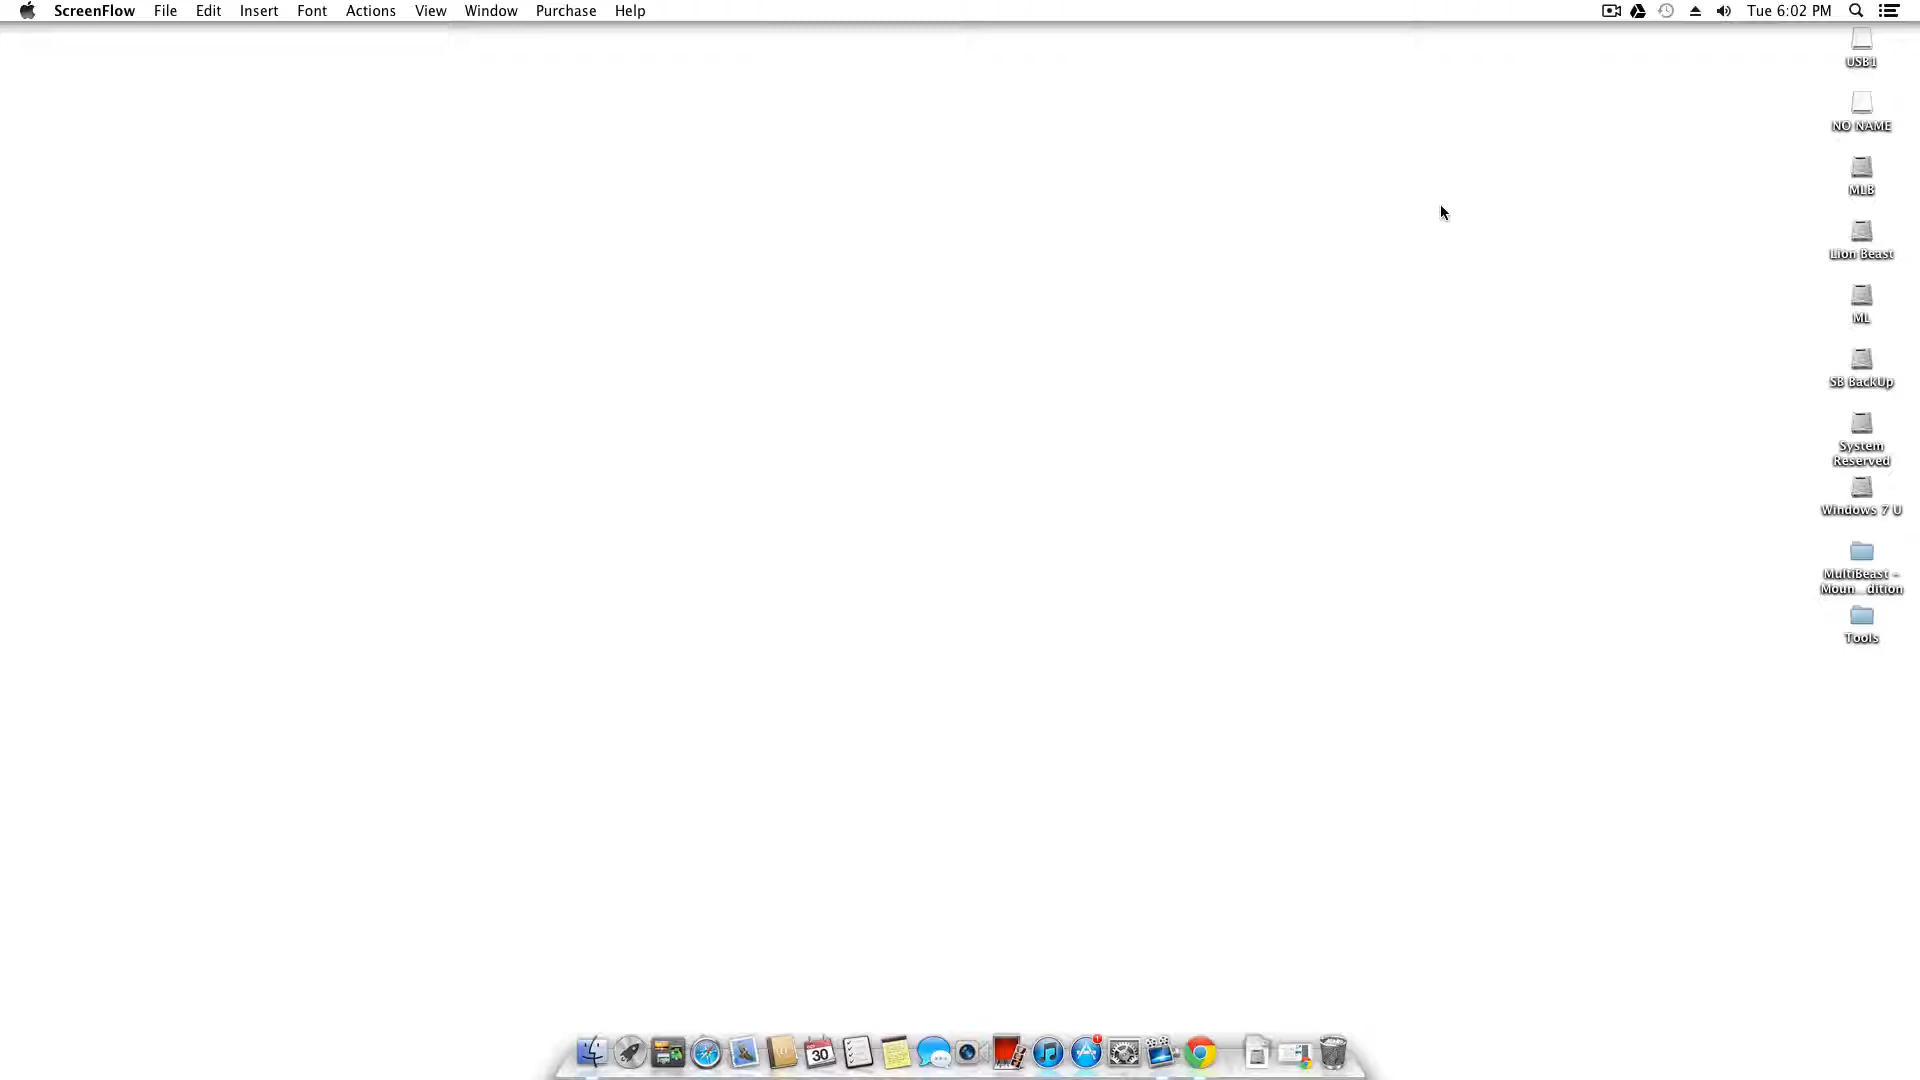 ScreenFlow File Edit Insert Font Actions View Window Purchase Help Tue 6:02 PM
USB1
NO NAME
MLB
Lion Beast
ML
SB BackUp
System
Reserved
Windows 7 U
MultiBeast -
Moun...dition
Tools
30
1